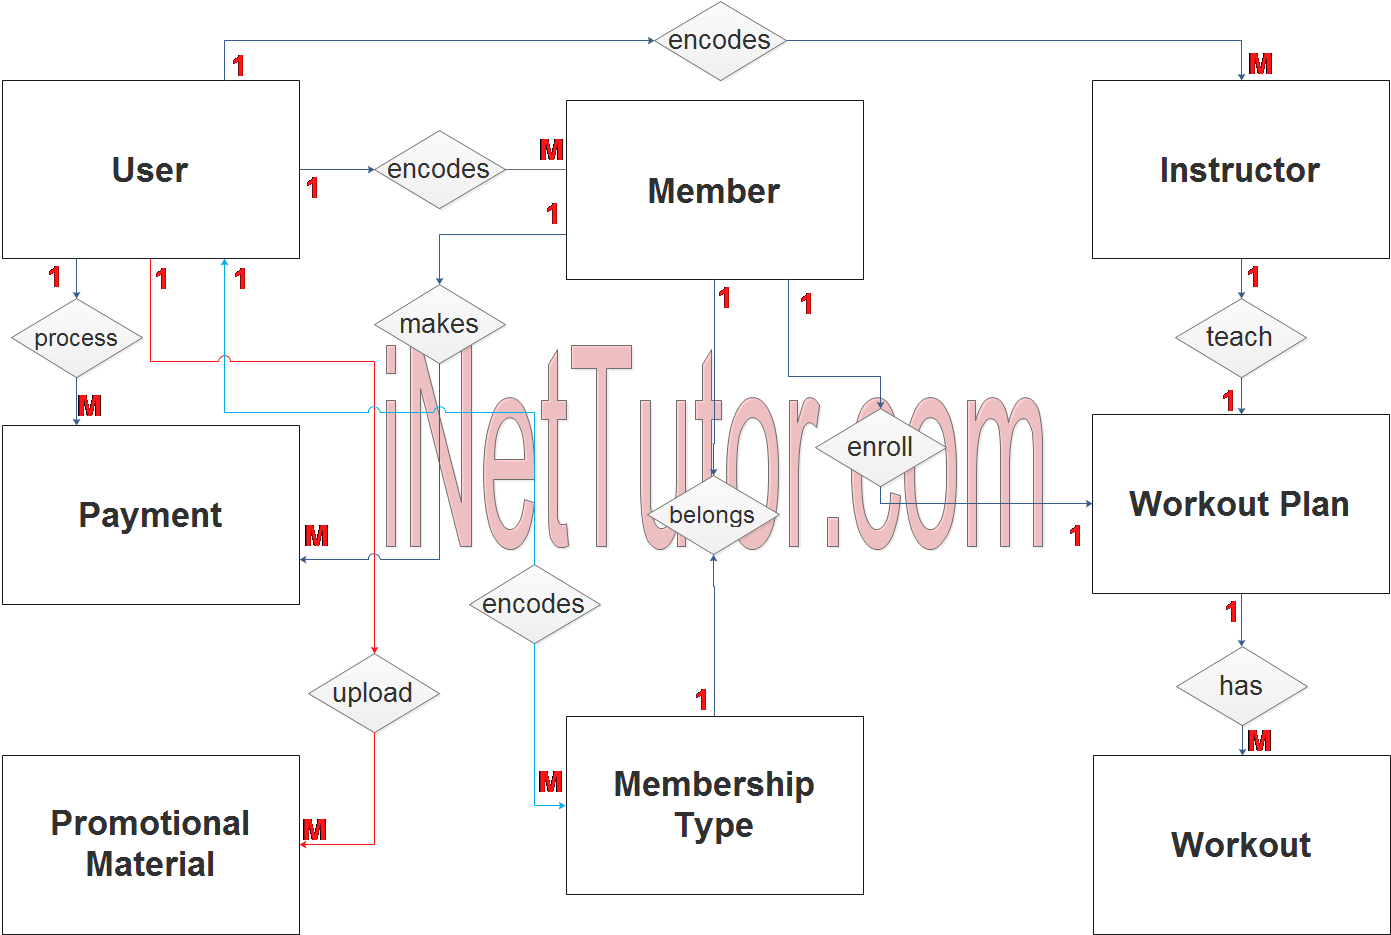 encodes
1
M
User
encodes
M
Member
Instructor
1
1
1
1
1
1
1
1
process
makes
teach
M
1
enroll
Payment
belongs
Workout Plan
M
1
iNetTutor.com
encodes
1
upload
has
1
M
M
Membership
Type
Promotional
Material
M
Workout